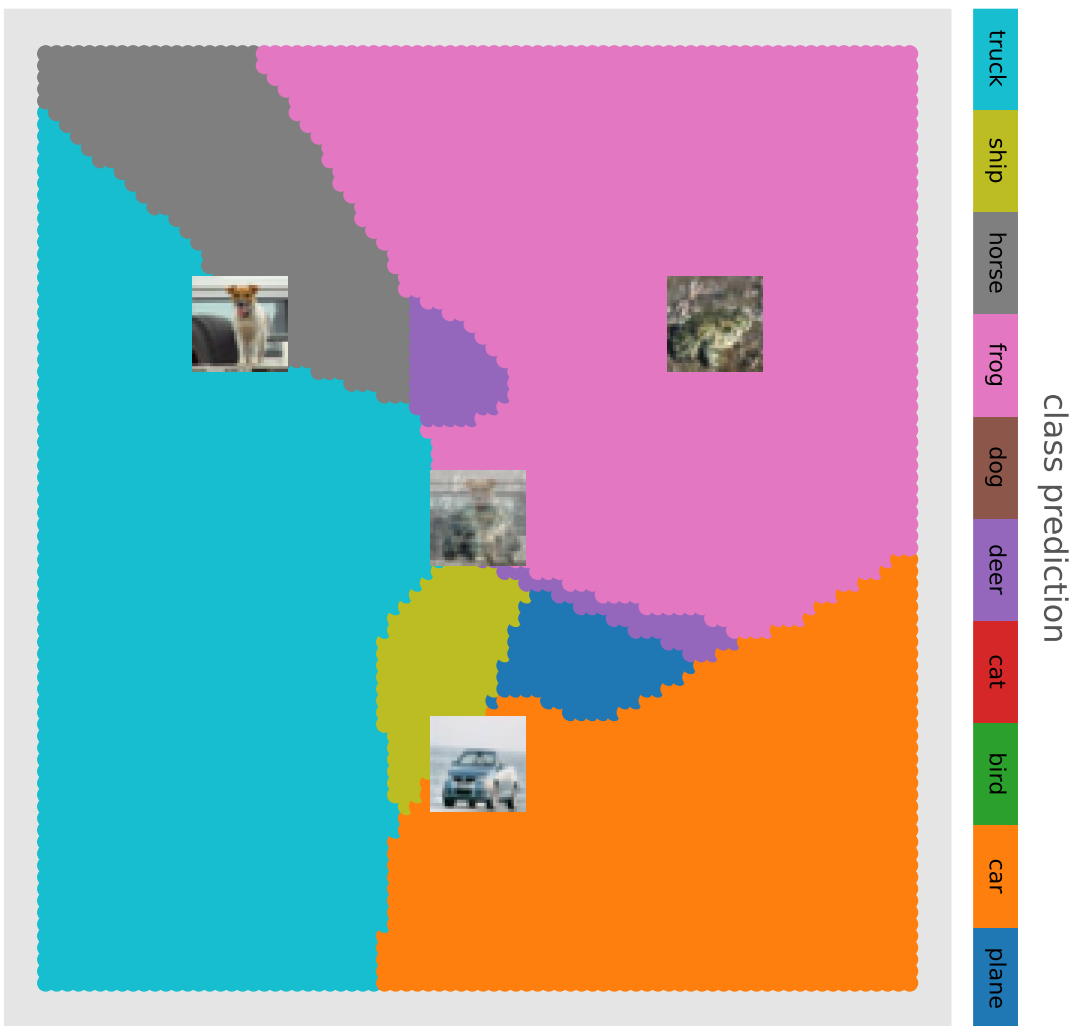 truck
ship
horse
frog
dog
deer
cat
bird
car
plane
class prediction